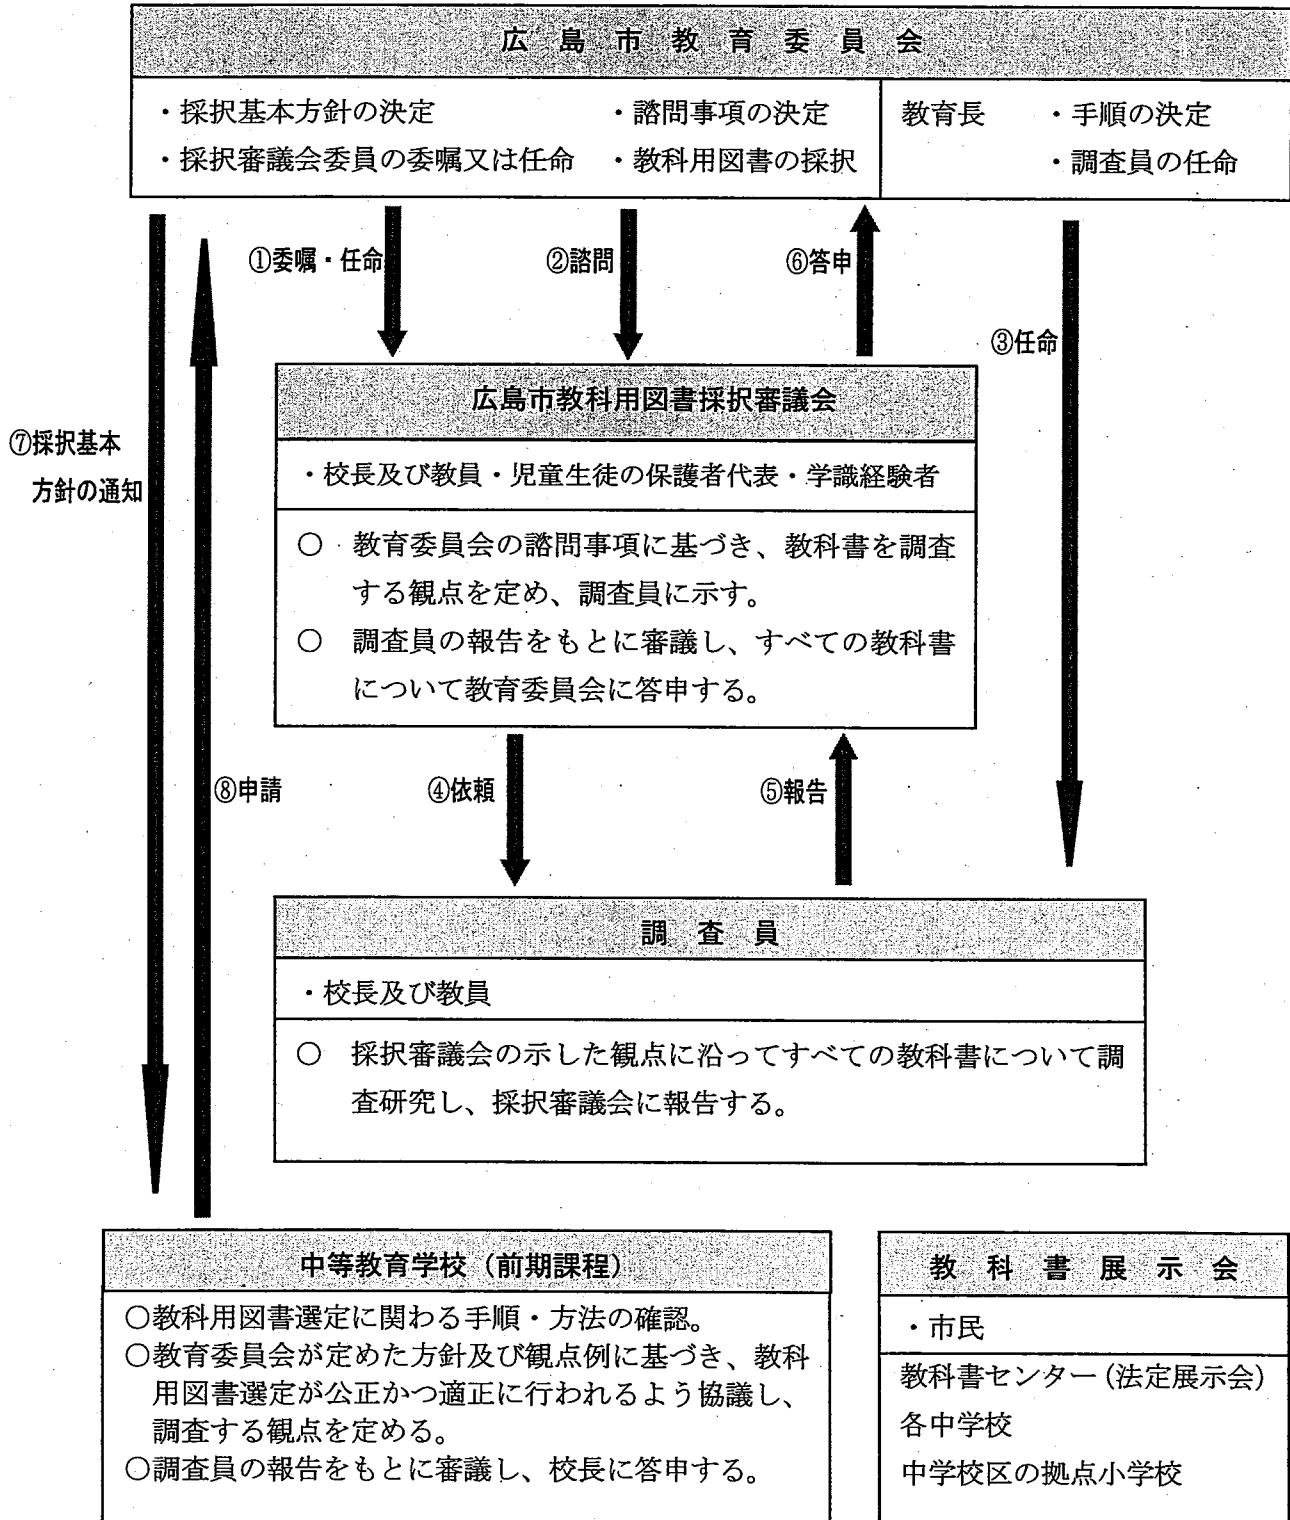 広島市教育委員会
・採択基本方針の決定
・諮問事項の決定
・採択審議会委員の委嘱又は任命
・教科用図書の採択
教育長
・手順の決定
・調査員の任命
①委嘱・任命
②諮問
⑥答申
③任命
広島市教科用図書採択審議会
⑦採択基本
方針の通知
・校長及び教員・児童生徒の保護者代表・学識経験者
○ 教育委員会の諮問事項に基づき、教科書を調査
する観点を定め、調査員に示す。
○ 調査員の報告をもとに審議し、すべての教科書
について教育委員会に答申する。
⑧申請
④依頼
⑤報告
調査員
・校長及び教員
○ 採択審議会の示した観点に沿ってすべての教科書について調
査研究し、採択審議会に報告する。
中等教育学校（前期課程）
○教科用図書選定に関わる手順・方法の確認。
○教育委員会が定めた方針及び観点例に基づき、教科
用図書選定が公正かつ適正に行われるよう協議し、
調査する観点を定める。
○調査員の報告をもとに審議し、校長に答申する。
教科書展示会
・市民
教科書センター（法定展示会）
各中学校
中学校区の拠点小学校